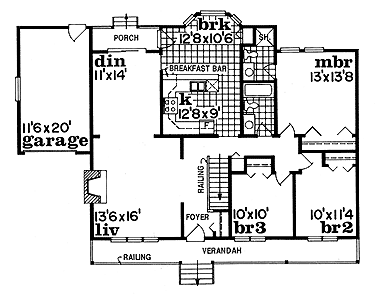 PORCH
brk
12'8x10'6
SH.
din
11'x14'
BREAKFAST BAR
mbr
13'x13'8
k
12'8x9'
F
11'6x20'
garage
RAILING
13'6x16'
liv
FOYER
10'x10'
br3
10'x11'4
br2
RAILING
VERANDAH